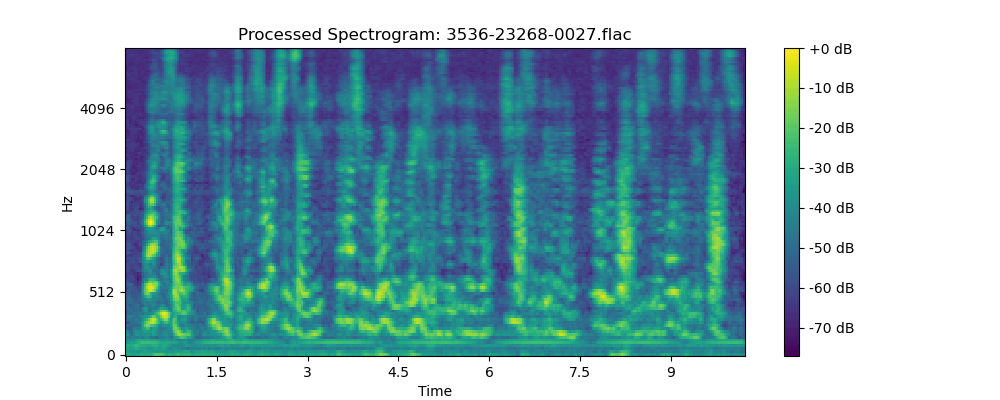 Processed Spectrogram: 3536-23268-0027.flac
Hz
4096
2048
1024
512
0
0 1.5 3 4.5 6 7.5 9
Time
+0 dB
-10 dB
-20 dB
-30 dB
-40 dB
-50 dB
-60 dB
-70 dB